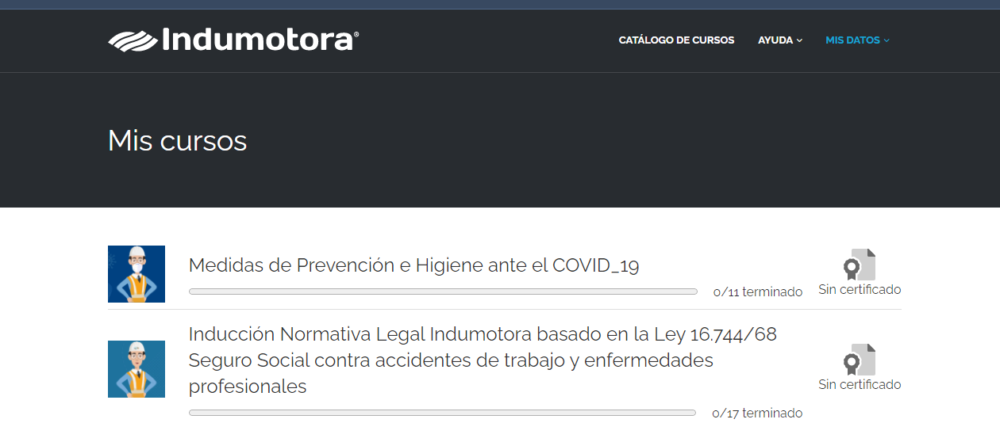 Indumotora®
CATÁLOGO DE CURSOS AYUDA MIS DATOS
Mis cursos
Medidas de Prevención e Higiene ante el COVID_19
0/11 terminado
Sin certificado
Inducción Normativa Legal Indumotora basado en la Ley 16.744/68
Seguro Social contra accidentes de trabajo y enfermedades
profesionales
Sin certificado
0/17 terminado